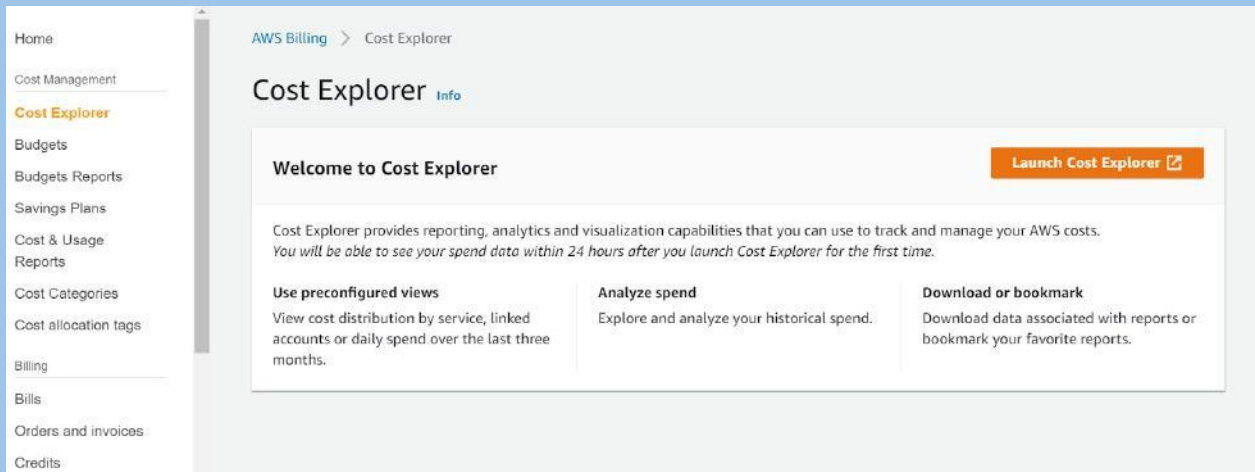 Home
Cost Management
Cost Explorer
Budgets
Budgets Reports
Savings Plans
Cost & Usage
Reports
Cost Categories
Cost allocation tags
Billing
Bills
Orders and invoices
Credits
AWS Billing > Cost Explorer
Cost Explorer Info
Welcome to Cost Explorer
Launch Cost Explorer
Cost Explorer provides reporting, analytics and visualization capabilities that you can use to track and manage your AWS costs.
You will be able to see your spend data within 24 hours after you launch Cost Explorer for the first time.
Use preconfigured views
View cost distribution by service, linked
accounts or daily spend over the last three
months.
Analyze spend
Explore and analyze your historical spend.
Download or bookmark
Download data associated with reports or
bookmark your favorite reports.